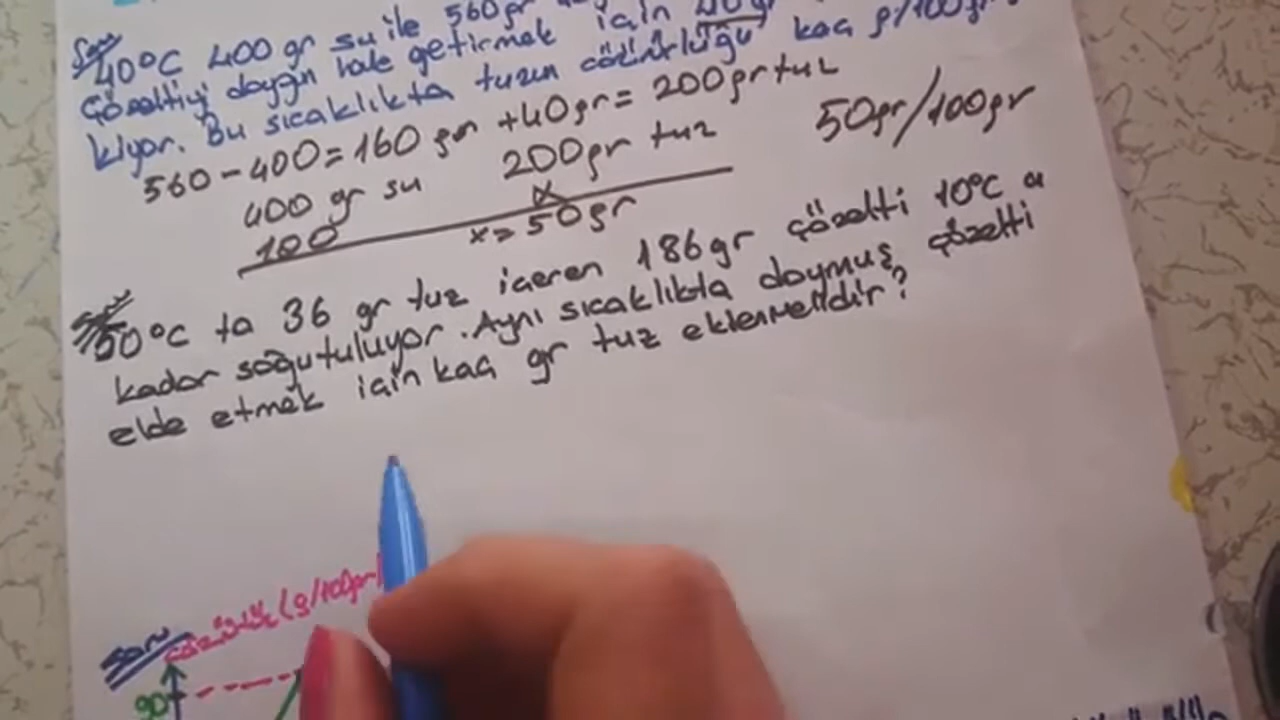 Soru
40°C 400 gr su ile 560gr
çözeltiyi doygun hale getirmek için 40gr
kiyor. Bu sıcaklıkta tuzun çözünürlüğü kaç g/100gr
560-400=160 gr +40gr= 200gr tuz
400 gr su 200gr tuz 50gr/100gr
100 x
x= 50gr
Soru
50°C ta 36 gr tuz içeren 186gr çözelti 10°C a
kadar soğutuluyor. Aynı sıcaklıkta doymuş çözelti
elde etmek için kaç gr tuz eklenmelidir?
Soru
(g/100gr
90